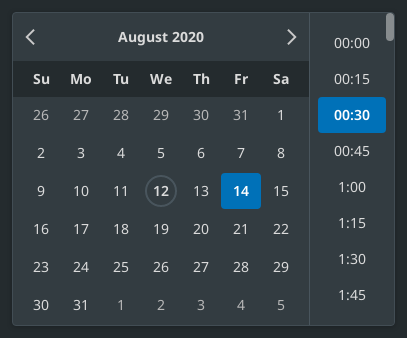 August 2020
Su Mo Tu We Th Fr Sa
26 27 28 29 30 31 1
2 3 4 5 6 7 8
9 10 11 12 13 14 15
16 17 18 19 20 21 22
23 24 25 26 27 28 29
30 31 1 2 3 4 5
00:00
00:15
00:30
00:45
1:00
1:15
1:30
1:45